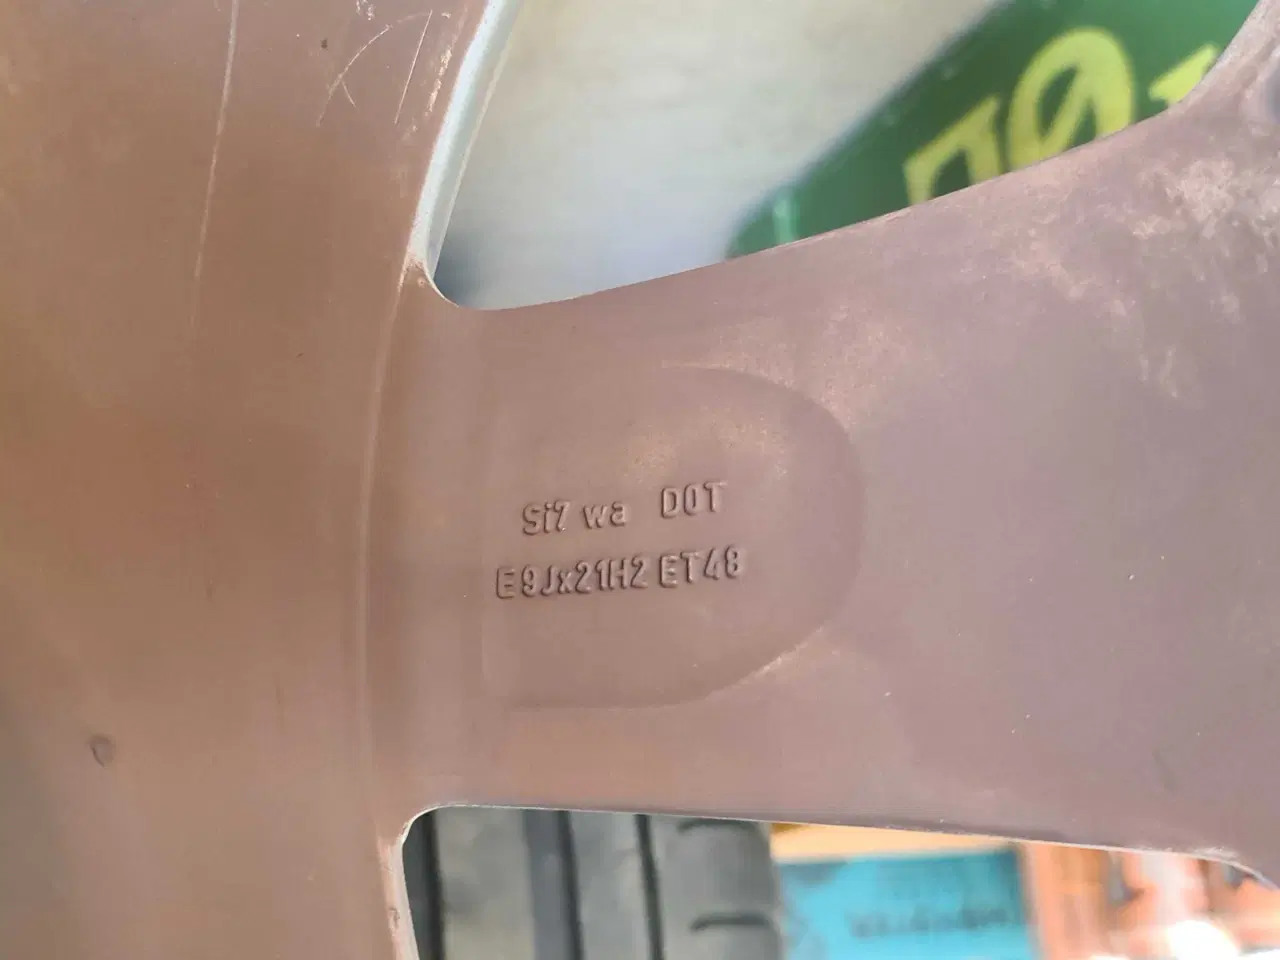 Si7 wa DOT
E 9Jx21H2 ET48